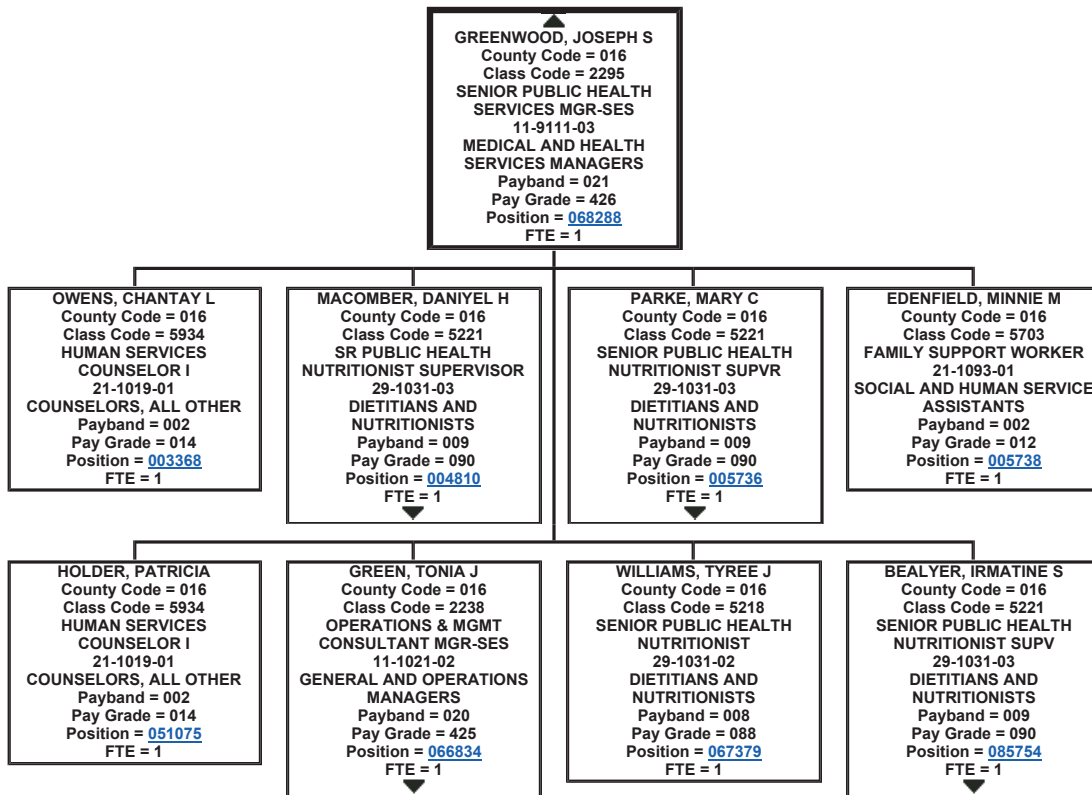 GREENWOOD, JOSEPH S
County Code = 016
Class Code = 2295
SENIOR PUBLIC HEALTH
SERVICES MGR-SES
11-9111-03
MEDICAL AND HEALTH
SERVICES MANAGERS
Payband = 021
Pay Grade = 426
Position = 068288
FTE = 1
OWENS, CHANTAY L
County Code = 016
Class Code = 5934
HUMAN SERVICES
COUNSELOR I
21-1019-01
COUNSELORS, ALL OTHER
Payband = 002
Pay Grade = 014
Position = 003368
FTE = 1
MACOMBER, DANIYEL H
County Code = 016
Class Code = 5221
SR PUBLIC HEALTH
NUTRITIONIST SUPERVISOR
29-1031-03
DIETITIANS AND
NUTRITIONISTS
Payband = 009
Pay Grade = 090
Position = 004810
FTE = 1
PARKE, MARY C
County Code = 016
Class Code = 5221
SENIOR PUBLIC HEALTH
NUTRITIONIST SUPVR
29-1031-03
DIETITIANS AND
NUTRITIONISTS
Payband = 009
Pay Grade = 090
Position = 005736
FTE = 1
EDENFIELD, MINNIE M
County Code = 016
Class Code = 5703
FAMILY SUPPORT WORKER
21-1093-01
SOCIAL AND HUMAN SERVICE
ASSISTANTS
Payband = 002
Pay Grade = 012
Position = 005738
FTE = 1
HOLDER, PATRICIA
County Code = 016
Class Code = 5934
HUMAN SERVICES
COUNSELOR I
21-1019-01
COUNSELORS, ALL OTHER
Payband = 002
Pay Grade = 014
Position = 051075
FTE = 1
GREEN, TONIA J
County Code = 016
Class Code = 2238
OPERATIONS & MGMT
CONSULTANT MGR-SES
11-1021-02
GENERAL AND OPERATIONS
MANAGERS
Payband = 020
Pay Grade = 425
Position = 066834
FTE = 1
WILLIAMS, TYREE J
County Code = 016
Class Code = 5218
SENIOR PUBLIC HEALTH
NUTRITIONIST
29-1031-02
DIETITIANS AND
NUTRITIONISTS
Payband = 008
Pay Grade = 088
Position = 067379
FTE = 1
BEALYER, IRMATINE S
County Code = 016
Class Code = 5221
SENIOR PUBLIC HEALTH
NUTRITIONIST SUPV
29-1031-03
DIETITIANS AND
NUTRITIONISTS
Payband = 009
Pay Grade = 090
Position = 085754
FTE = 1